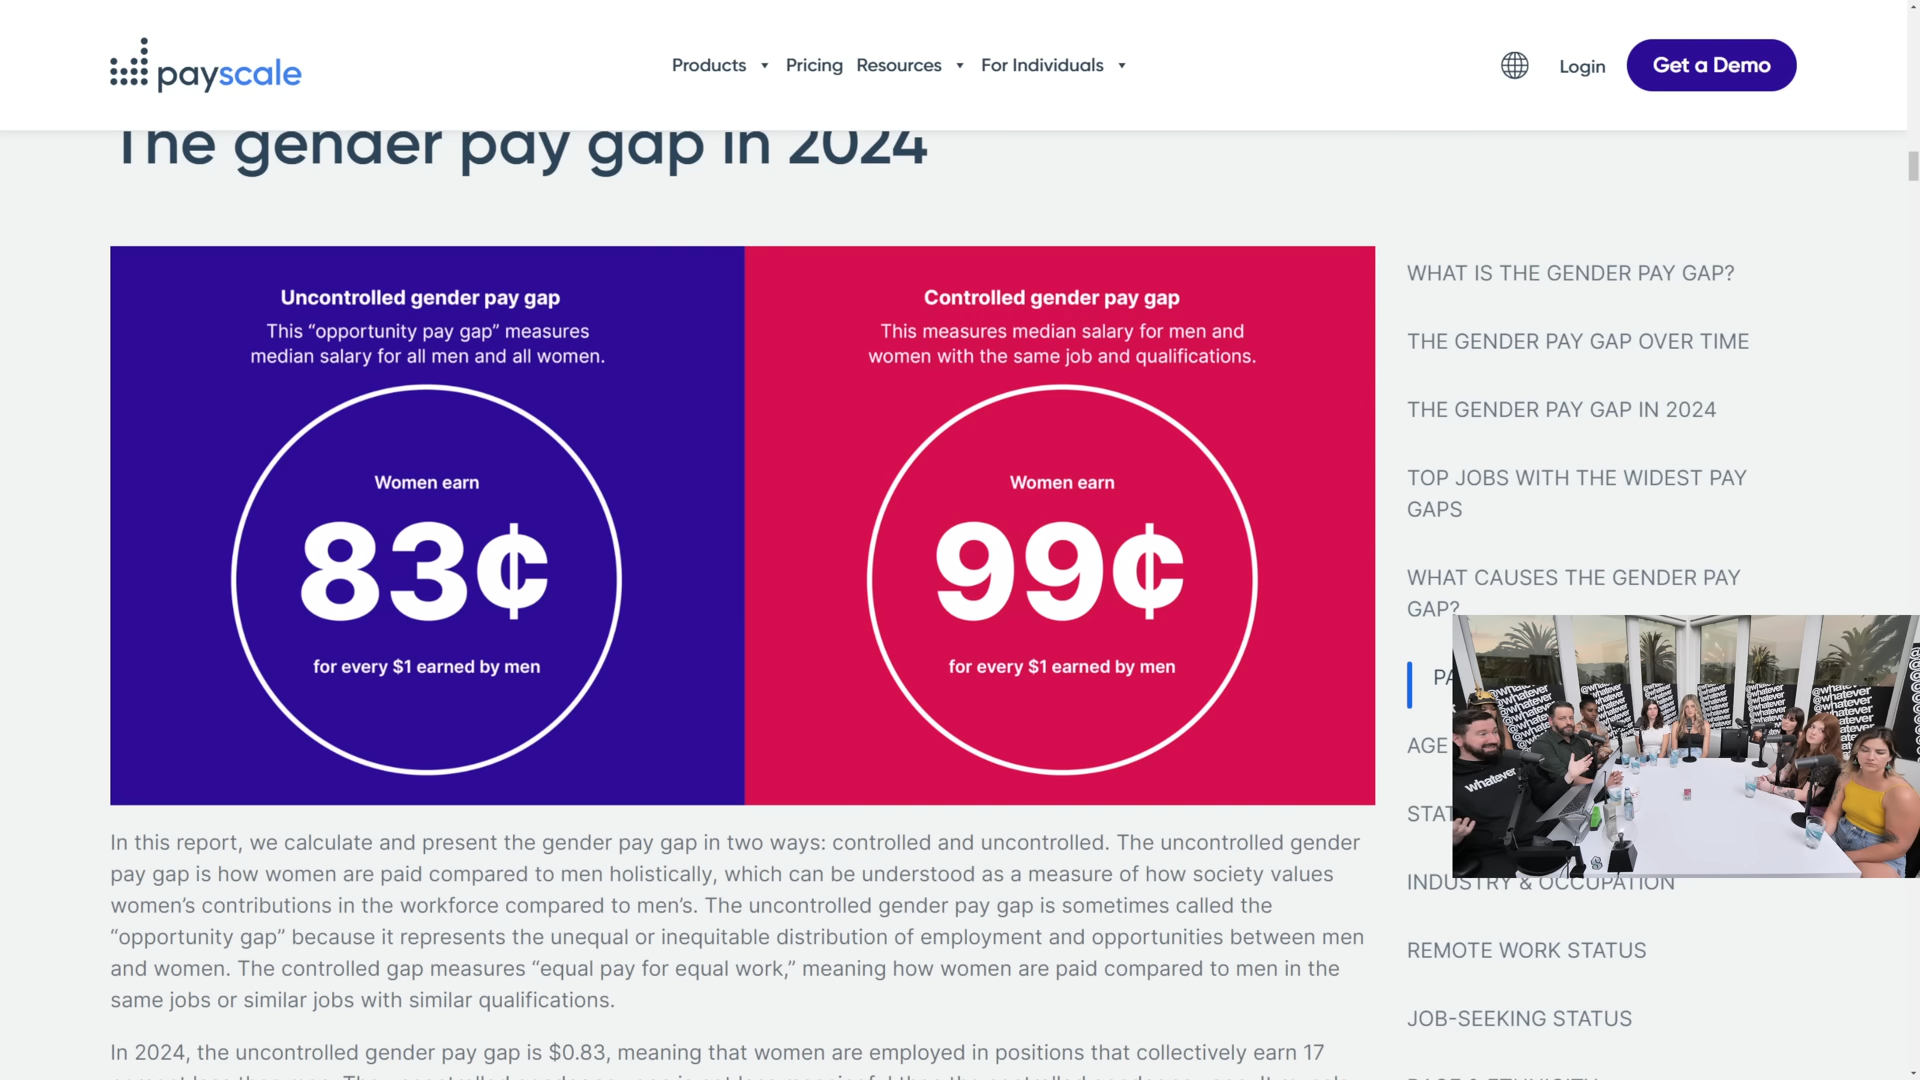 payscale
Products
Pricing
Resources
For Individuals
Login
Get a Demo
The gender pay gap in 2024
Uncontrolled gender pay gap
This “opportunity pay gap” measures
median salary for all men and all women.
Women earn
83¢
for every $1 earned by men
Controlled gender pay gap
This measures median salary for men and
women with the same job and qualifications.
Women earn
99¢
for every $1 earned by men
In this report, we calculate and present the gender pay gap in two ways: controlled and uncontrolled. The uncontrolled gender
pay gap is how women are paid compared to men holistically, which can be understood as a measure of how society values
women’s contributions in the workforce compared to men’s. The uncontrolled gender pay gap is sometimes called the
“opportunity gap” because it represents the unequal or inequitable distribution of employment and opportunities between men
and women. The controlled gap measures “equal pay for equal work,” meaning how women are paid compared to men in the
same jobs or similar jobs with similar qualifications.
In 2024, the uncontrolled gender pay gap is $0.83, meaning that women are employed in positions that collectively earn 17
WHAT IS THE GENDER PAY GAP?
THE GENDER PAY GAP OVER TIME
THE GENDER PAY GAP IN 2024
TOP JOBS WITH THE WIDEST PAY
GAPS
WHAT CAUSES THE GENDER PAY
GAP?
PA
AGE
STAT
INDUSTRY & OCCUPATION
REMOTE WORK STATUS
JOB-SEEKING STATUS
@whatever
@whatever
@whatever
@whatever
whatever